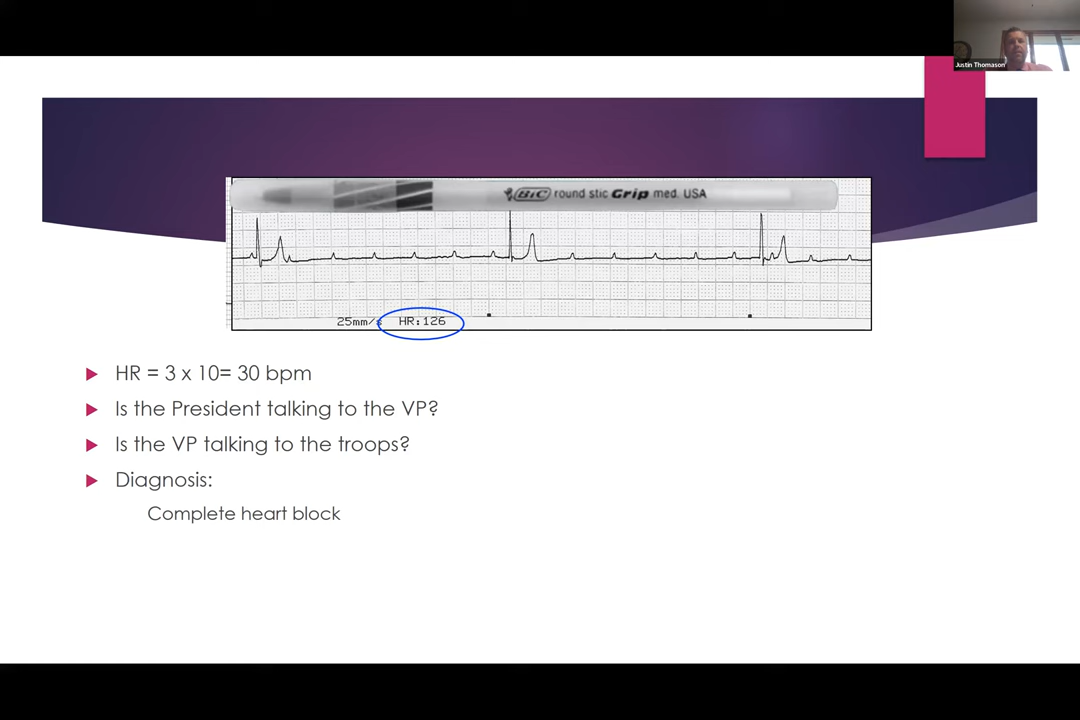 Justin Thomason
BIC round stic Grip med. USA
25mm/s HR:126
HR = 3 x 10= 30 bpm
Is the President talking to the VP?
Is the VP talking to the troops?
Diagnosis:
Complete heart block